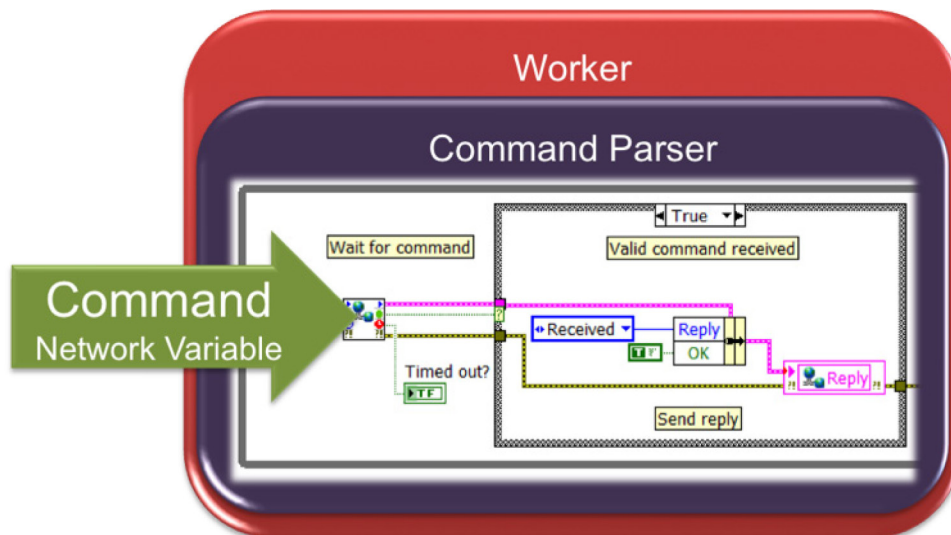 Worker
Command Parser
True
Wait for command
Valid command received
Command
Network Variable
?
Received
Reply
T F
OK
Timed out?
TF
?!
Reply
?!
Send reply